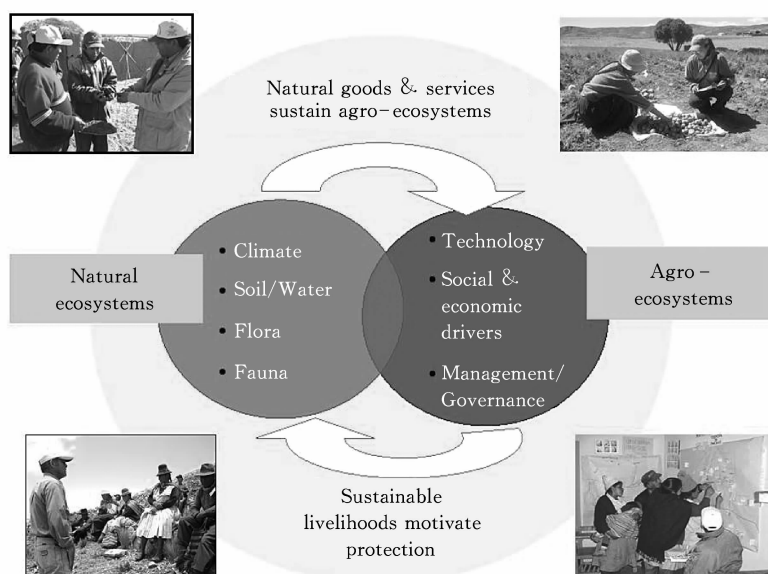 Natural goods & services
sustain agro-ecosystems
Natural
ecosystems
• Climate
• Soil/Water
• Flora
• Fauna
• Technology
• Social &
economic
drivers
• Management/
Governance
Agro-
ecosystems
Sustainable
livelihoods motivate
protection